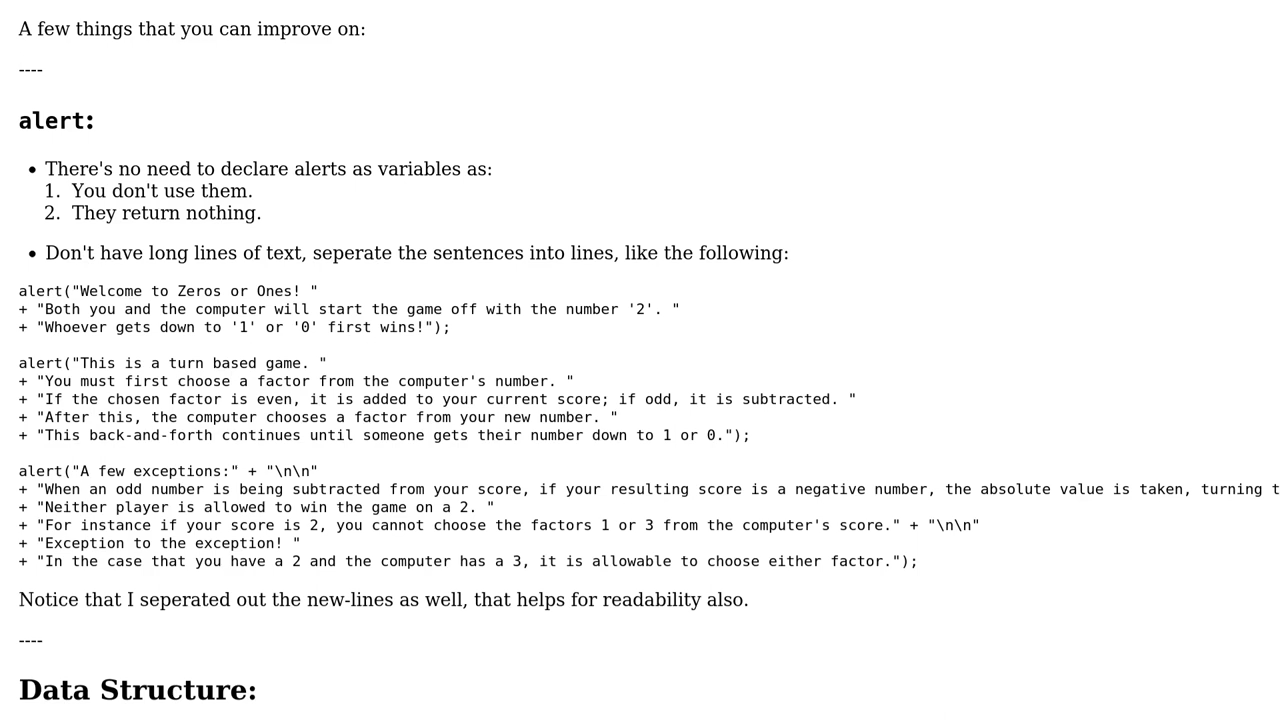 A few things that you can improve on:
----
alert:
• There's no need to declare alerts as variables as:
1. You don't use them.
2. They return nothing.
• Don't have long lines of text, seperate the sentences into lines, like the following:
alert("Welcome to Zeros or Ones! "
+ "Both you and the computer will start the game off with the number '2'. "
+ "Whoever gets down to '1' or '0' first wins!");
alert("This is a turn based game. "
+ "You must first choose a factor from the computer's number. "
+ "If the chosen factor is even, it is added to your current score; if odd, it is subtracted. "
+ "After this, the computer chooses a factor from your new number. "
+ "This back-and-forth continues until someone gets their number down to 1 or 0.");
alert("A few exceptions:" + "\n\n"
+ "When an odd number is being subtracted from your score, if your resulting score is a negative number, the absolute value is taken, turning t
+ "Neither player is allowed to win the game on a 2. "
+ "For instance if your score is 2, you cannot choose the factors 1 or 3 from the computer's score." + "\n\n"
+ "Exception to the exception! "
+ "In the case that you have a 2 and the computer has a 3, it is allowable to choose either factor.");
Notice that I seperated out the new-lines as well, that helps for readability also.
----
Data Structure: